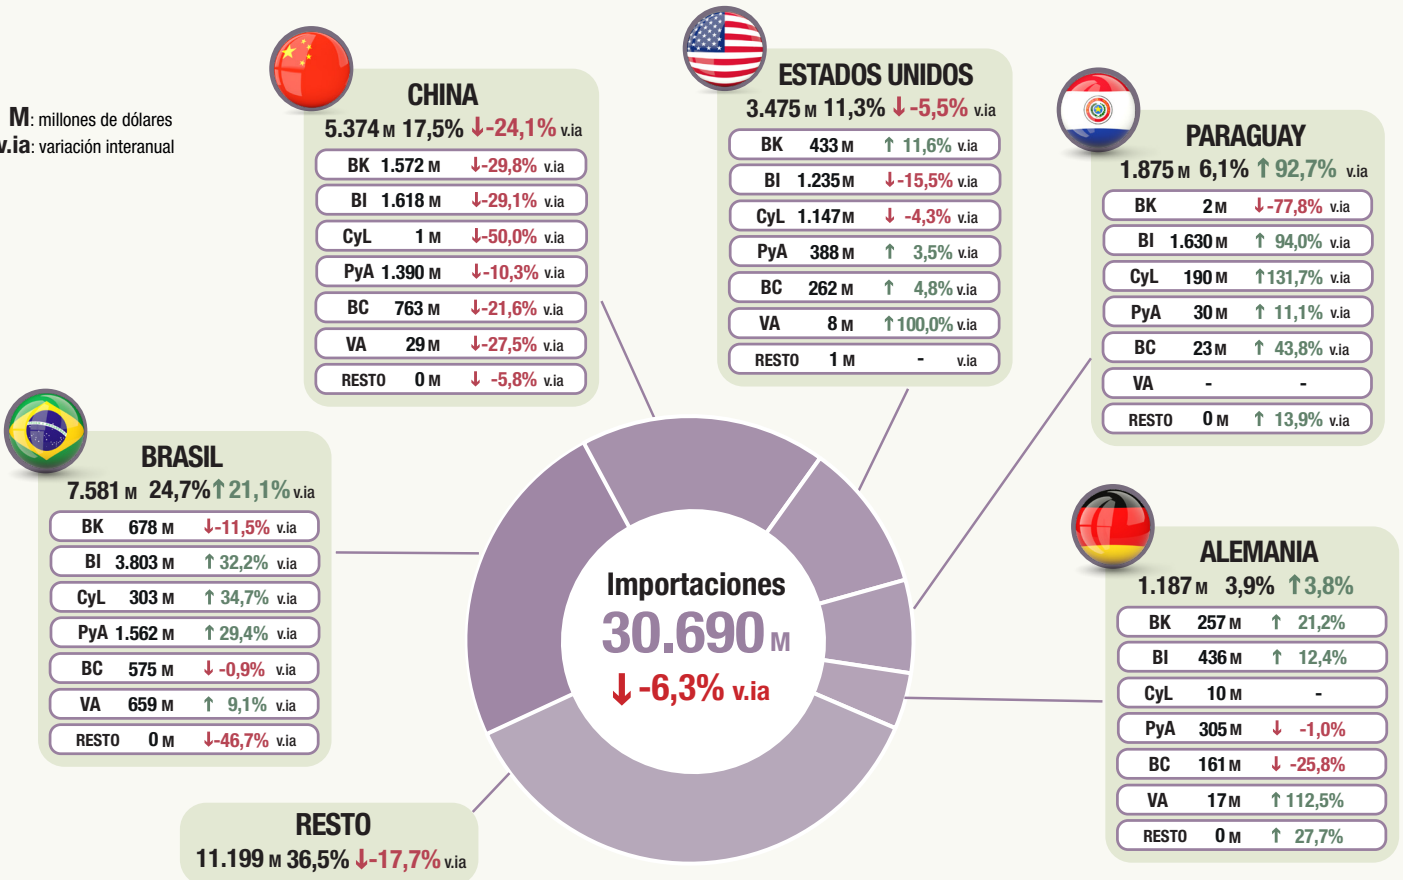 M: millones de dólares
v.ia: variación interanual
CHINA
5.374 M 17,5% ↓-24,1% v.ia
BK 1.572 M ↓-29,8% v.ia
BI 1.618 M ↓-29,1% v.ia
CyL 1 M ↓-50,0% v.ia
PyA 1.390 M ↓-10,3% v.ia
BC 763 M ↓-21,6% v.ia
VA 29 M ↓-27,5% v.ia
RESTO 0 M ↓ -5,8% v.ia
ESTADOS UNIDOS
3.475 M 11,3% ↓-5,5% v.ia
BK 433 M ↑ 11,6% v.ia
BI 1.235 M ↓-15,5% v.ia
CyL 1.147 M ↓ -4,3% v.ia
PyA 388 M ↑ 3,5% v.ia
BC 262 M ↑ 4,8% v.ia
VA 8 M ↑100,0% v.ia
RESTO 1 M - v.ia
PARAGUAY
1.875 M 6,1% ↑ 92,7% v.ia
BK 2 M ↓-77,8% v.ia
BI 1.630 M ↑ 94,0% v.ia
CyL 190 M ↑131,7% v.ia
PyA 30 M ↑ 11,1% v.ia
BC 23 M ↑ 43,8% v.ia
VA - -
RESTO 0 M ↑ 13,9% v.ia
BRASIL
7.581 M 24,7% ↑ 21,1% v.ia
BK 678 M ↓-11,5% v.ia
BI 3.803 M ↑ 32,2% v.ia
CyL 303 M ↑ 34,7% v.ia
PyA 1.562 M ↑ 29,4% v.ia
BC 575 M ↓ -0,9% v.ia
VA 659 M ↑ 9,1% v.ia
RESTO 0 M ↓-46,7% v.ia
Importaciones
30.690 M
↓ -6,3% v.ia
ALEMANIA
1.187 M 3,9% ↑3,8%
BK 257 M ↑ 21,2%
BI 436 M ↑ 12,4%
CyL 10 M -
PyA 305 M ↓ -1,0%
BC 161 M ↓ -25,8%
VA 17 M ↑ 112,5%
RESTO 0 M ↑ 27,7%
RESTO
11.199 M 36,5% ↓-17,7% v.ia